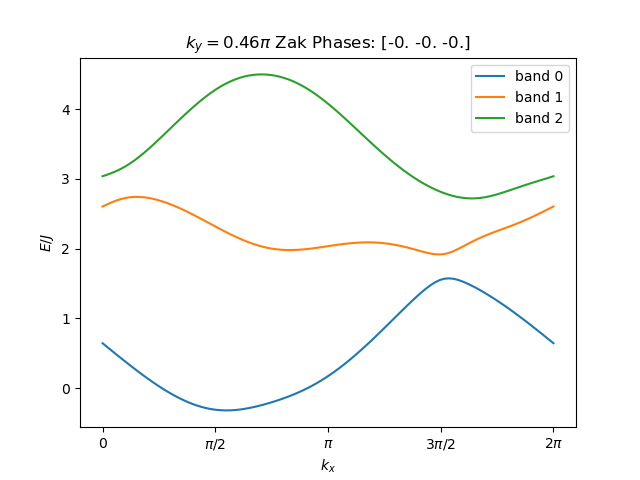 $k_y = 0.46\pi$ Zak Phases: [-0. -0. -0.]
band 0
band 1
band 2
E/J
4
3
2
1
0
0
π/2
π
3π/2
2π
$k_x$